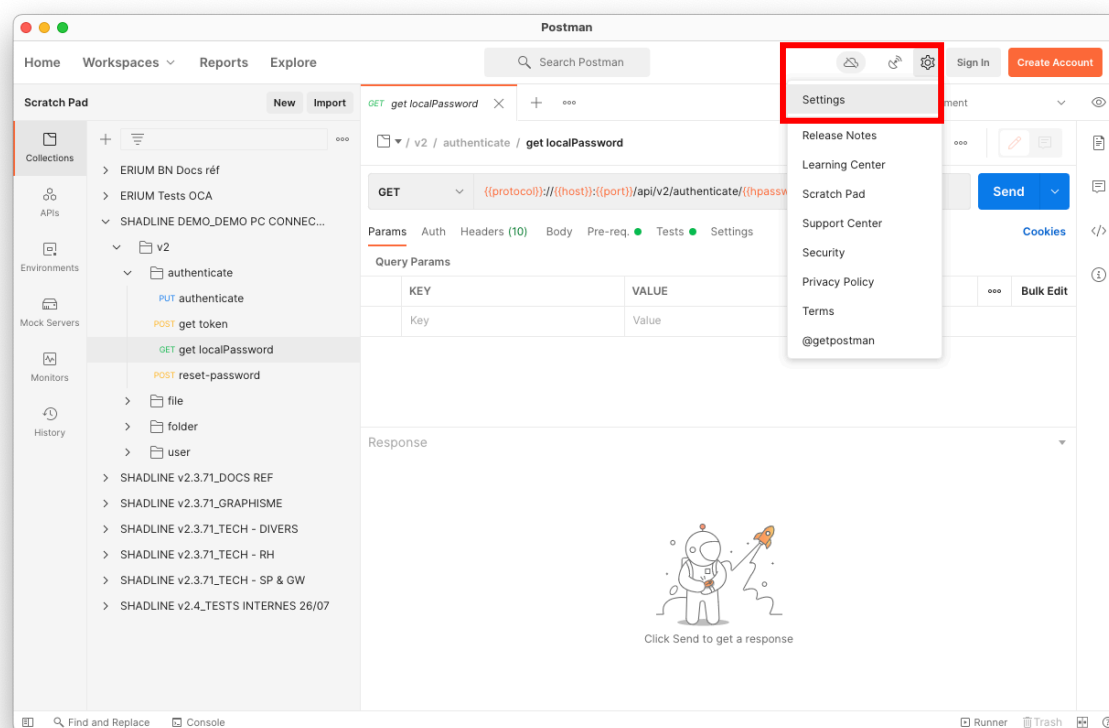 Postman
Home Workspaces Reports Explore Search Postman Sign In Create Account
Scratch Pad New Import GET get localPassword
Settings
Collections
APIs
Environments
Mock Servers
Monitors
History
ERIUM BN Docs réf
ERIUM Tests OCA
SHADLINE DEMO_DEMO PC CONNEC...
v2
authenticate
PUT authenticate
POST get token
GET get localPassword
POST reset-password
file
folder
user
SHADLINE v2.3.71_DOCS REF
SHADLINE v2.3.71_GRAPHISME
SHADLINE v2.3.71_TECH - DIVERS
SHADLINE v2.3.71_TECH - RH
SHADLINE v2.3.71_TECH - SP & GW
SHADLINE v2.4_TESTS INTERNES 26/07
/ v2 / authenticate / get localPassword
GET {{protocol}}://{{host}}:{{port}}/api/v2/authenticate/{{hpassw Send
Params Auth Headers (10) Body Pre-req. Tests Settings Cookies
Query Params
KEY VALUE Bulk Edit
Key Value
Release Notes
Learning Center
Scratch Pad
Support Center
Security
Privacy Policy
Terms
@getpostman
Response
Click Send to get a response
Find and Replace Console Runner Trash